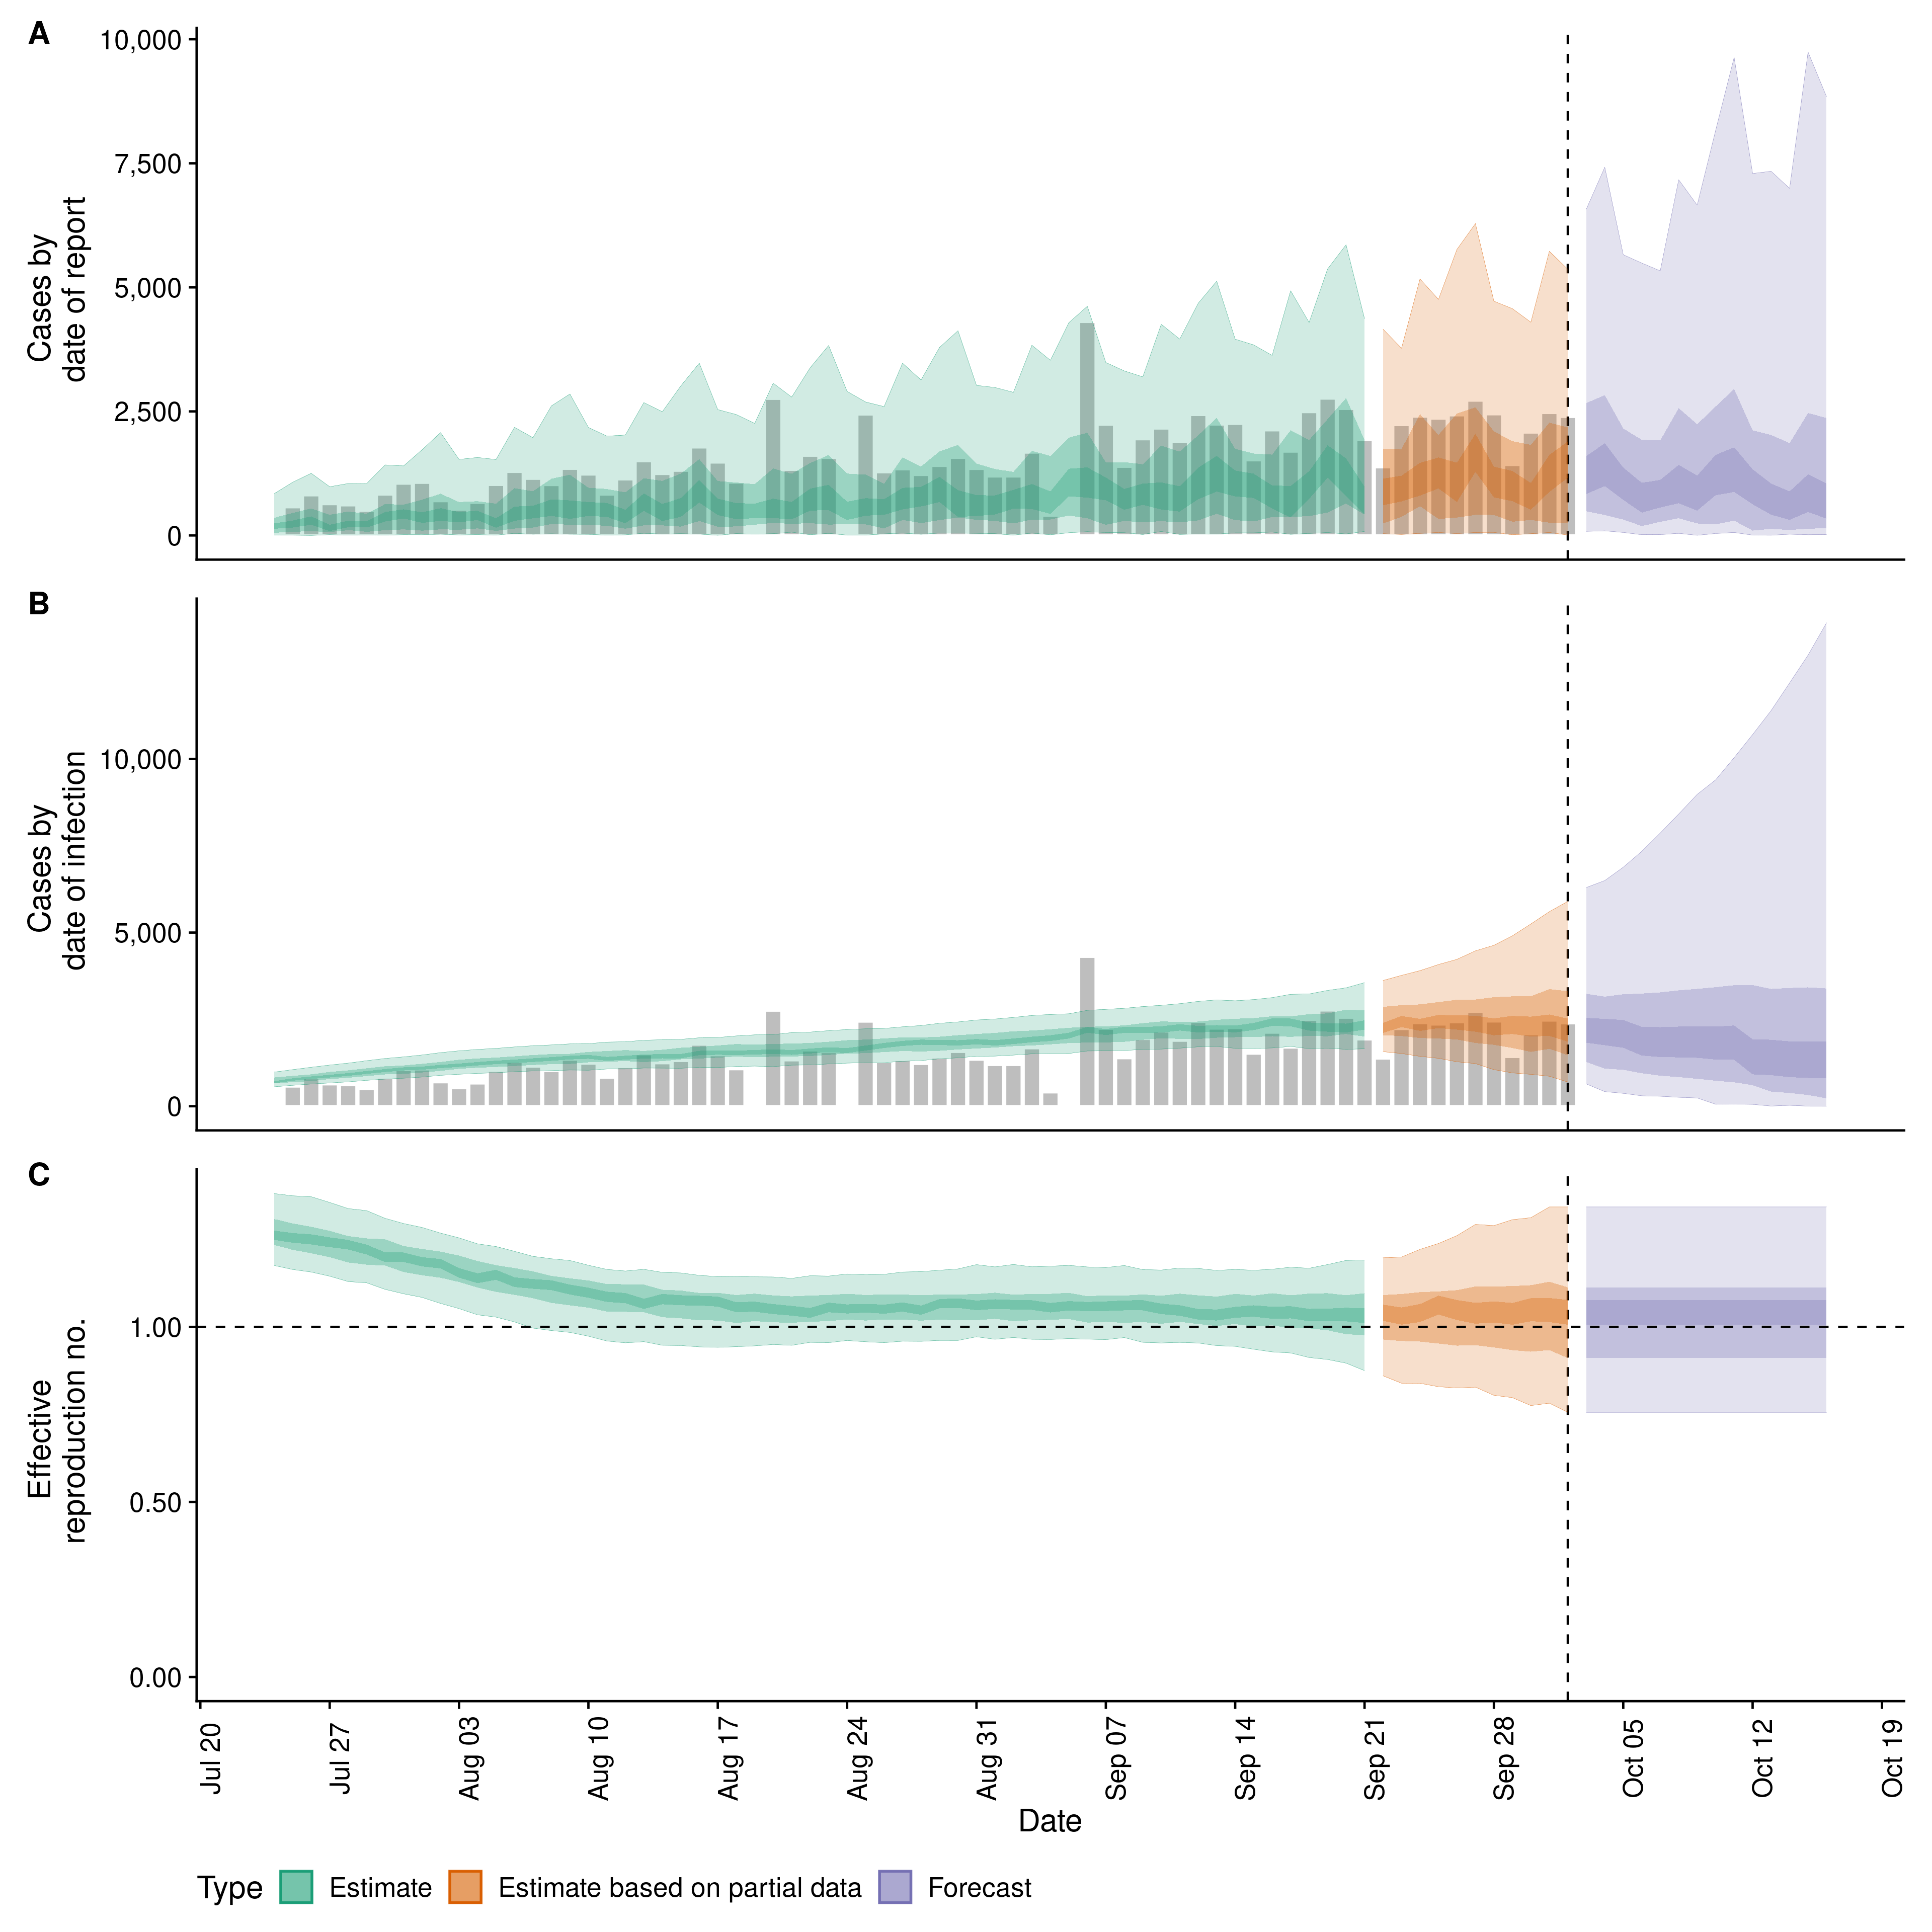 A
10,000
7,500
5,000
2,500
0
Cases by
date of report
B
10,000
5,000
0
Cases by
date of infection
C
1.00
0.50
0.00
Effective
reproduction no.
Jul 20
Jul 27
Aug 03
Aug 10
Aug 17
Aug 24
Aug 31
Sep 07
Sep 14
Sep 21
Sep 28
Oct 05
Oct 12
Oct 19
Date
Type Estimate Estimate based on partial data Forecast